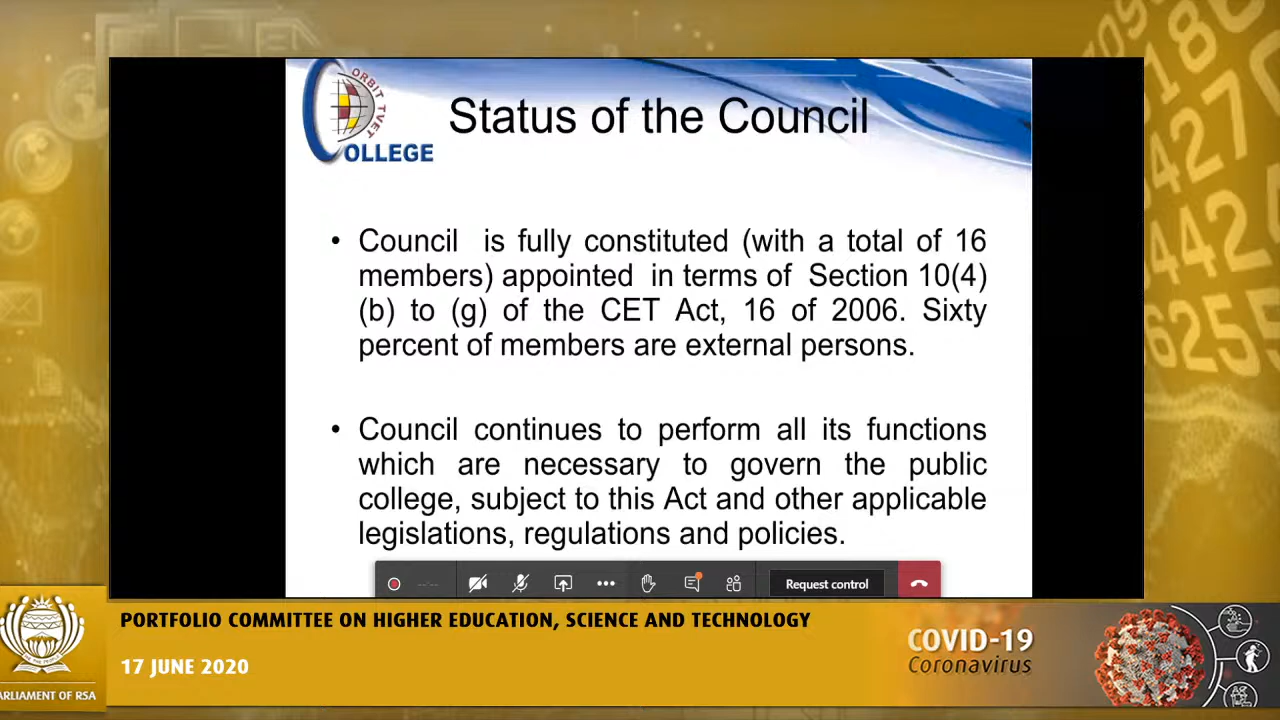 ORBIT TVET
COLLEGE
Status of the Council
• Council is fully constituted (with a total of 16
members) appointed in terms of Section 10(4)
(b) to (g) of the CET Act, 16 of 2006. Sixty
percent of members are external persons.
• Council continues to perform all its functions
which are necessary to govern the public
college, subject to this Act and other applicable
legislations, regulations and policies.
Request control
PORTFOLIO COMMITTEE ON HIGHER EDUCATION, SCIENCE AND TECHNOLOGY
17 JUNE 2020
COVID-19
Coronavirus
ARLIAMENT OF RSA